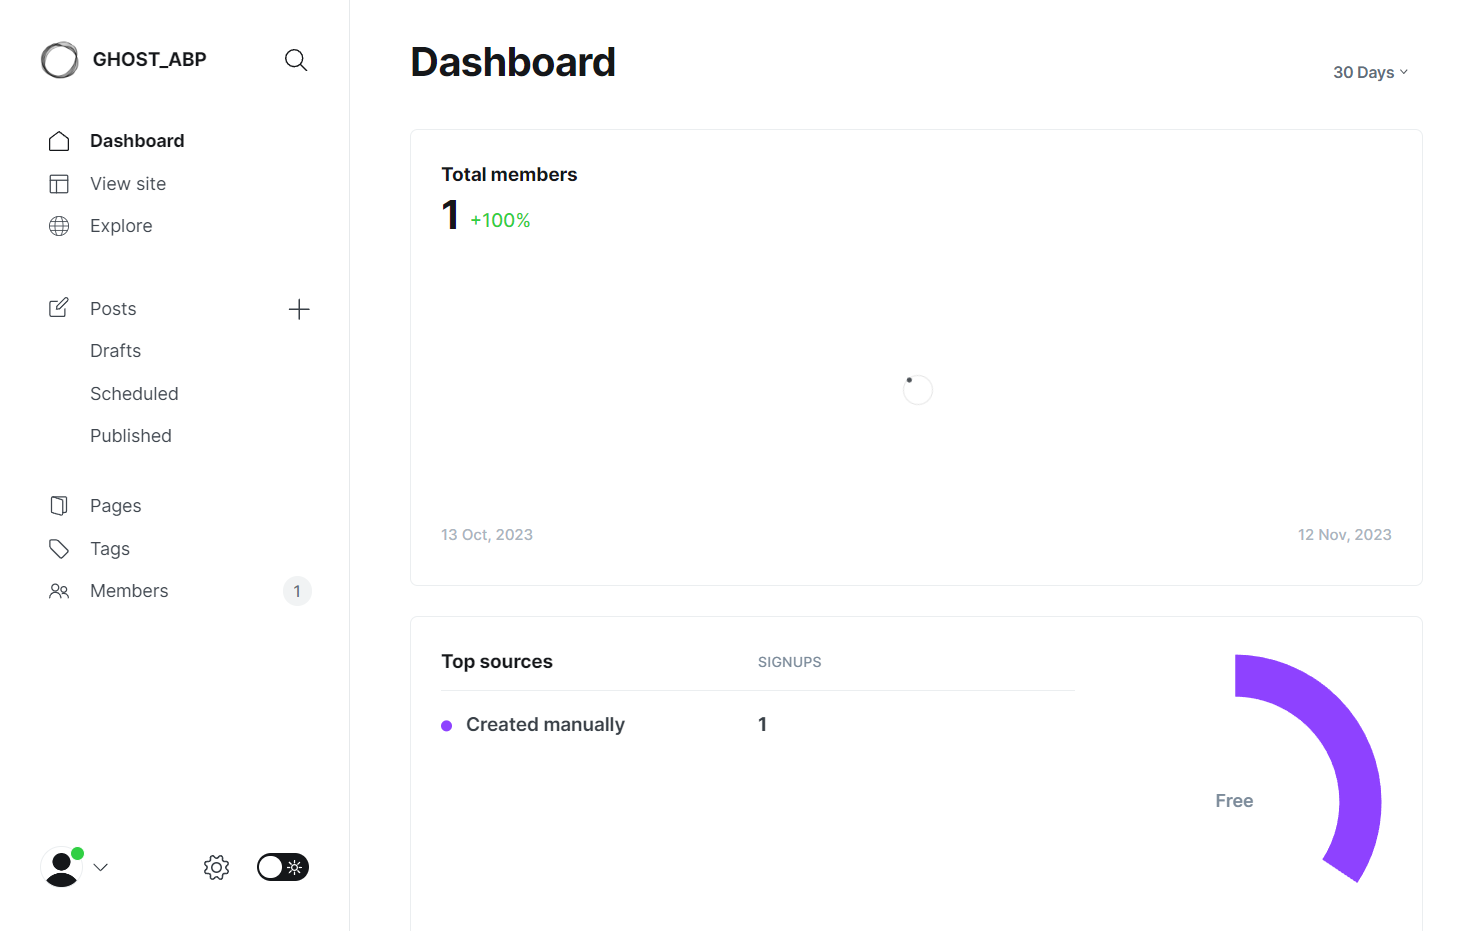 GHOST_ABP
Dashboard
View site
Explore
Posts
Drafts
Scheduled
Published
Pages
Tags
Members
1
Dashboard
30 Days
Total members
1 +100%
13 Oct, 2023
12 Nov, 2023
Top sources
SIGNUPS
Created manually
1
Free